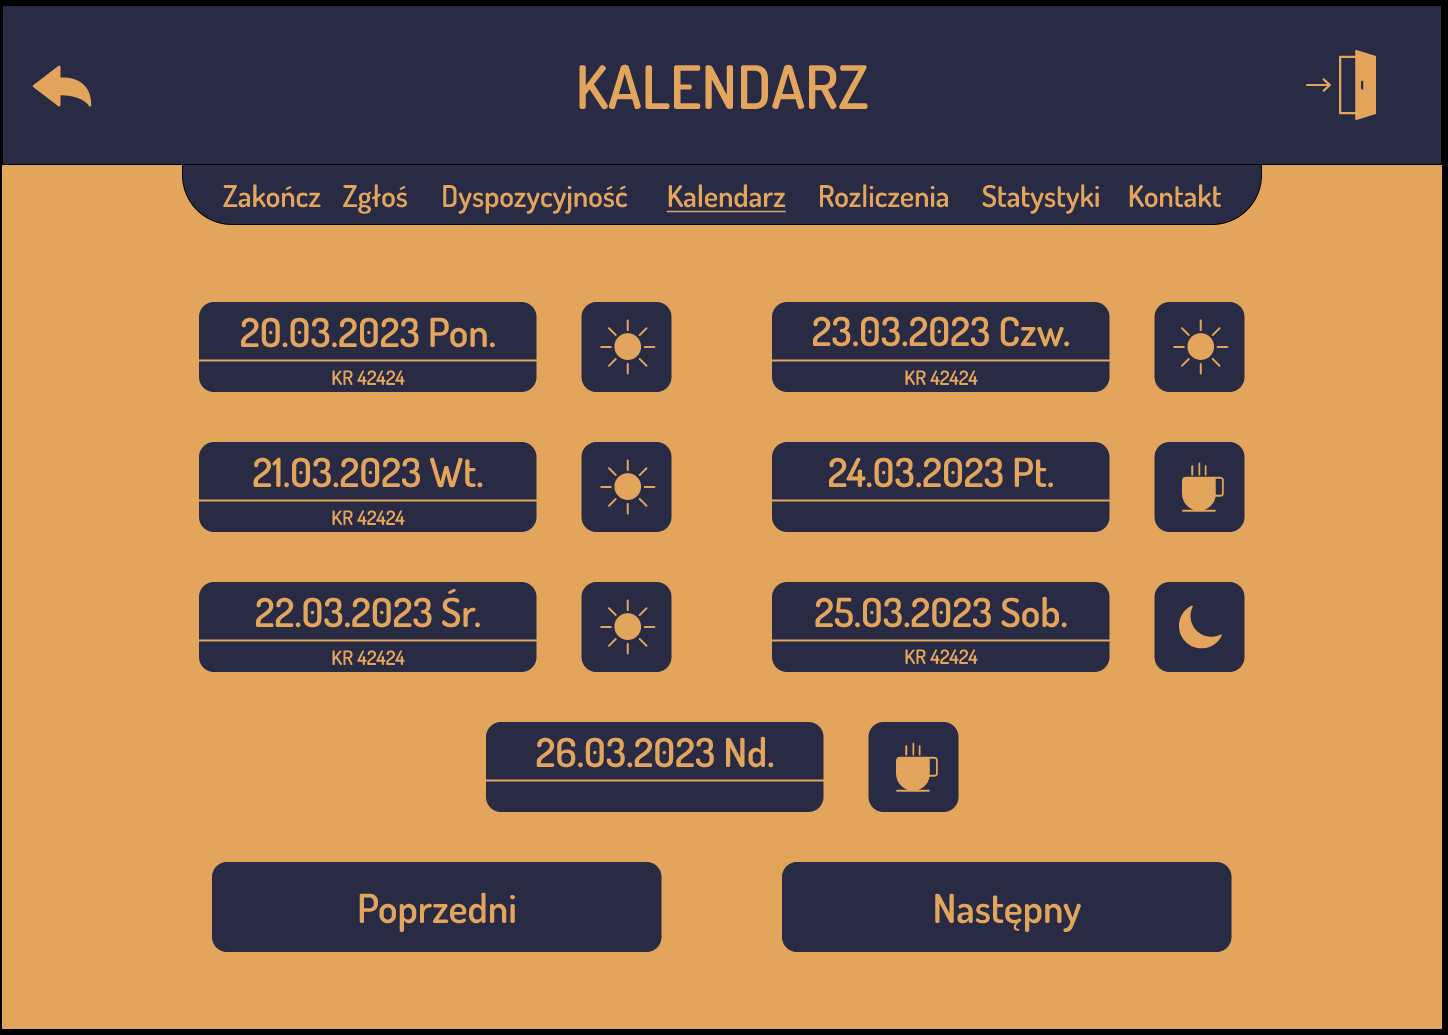 KALENDARZ
Zakończ Zgłoś Dyspozycyjność Kalendarz Rozliczenia Statystyki Kontakt
20.03.2023 Pon.
KR 42424
23.03.2023 Czw.
KR 42424
21.03.2023 Wt.
KR 42424
24.03.2023 Pt.
22.03.2023 Śr.
KR 42424
25.03.2023 Sob.
KR 42424
26.03.2023 Nd.
Poprzedni
Następny